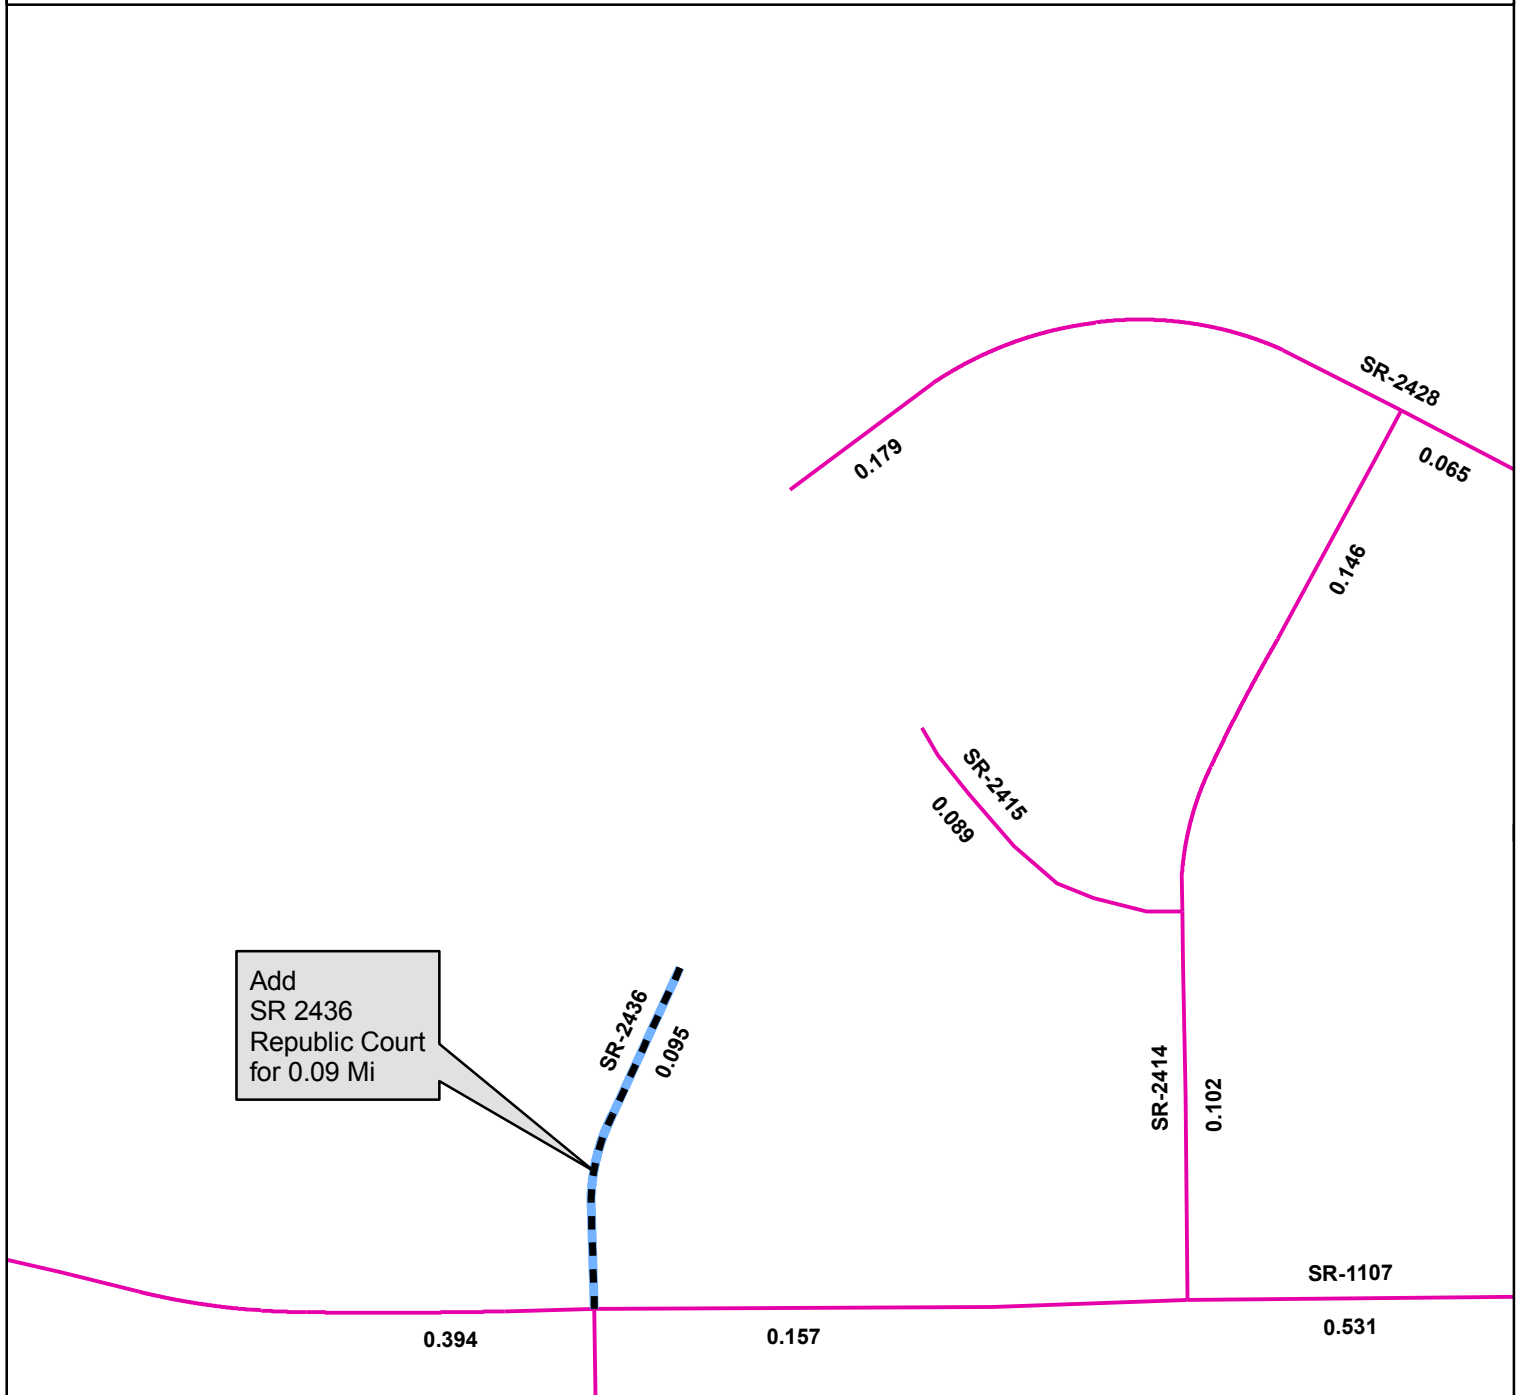 SR-2428
0.179
0.065
0.146
SR-2415
0.089
Add
SR 2436
Republic Court
for 0.09 Mi
SR-2436
0.095
SR-2414
0.102
SR-1107
0.394
0.157
0.531